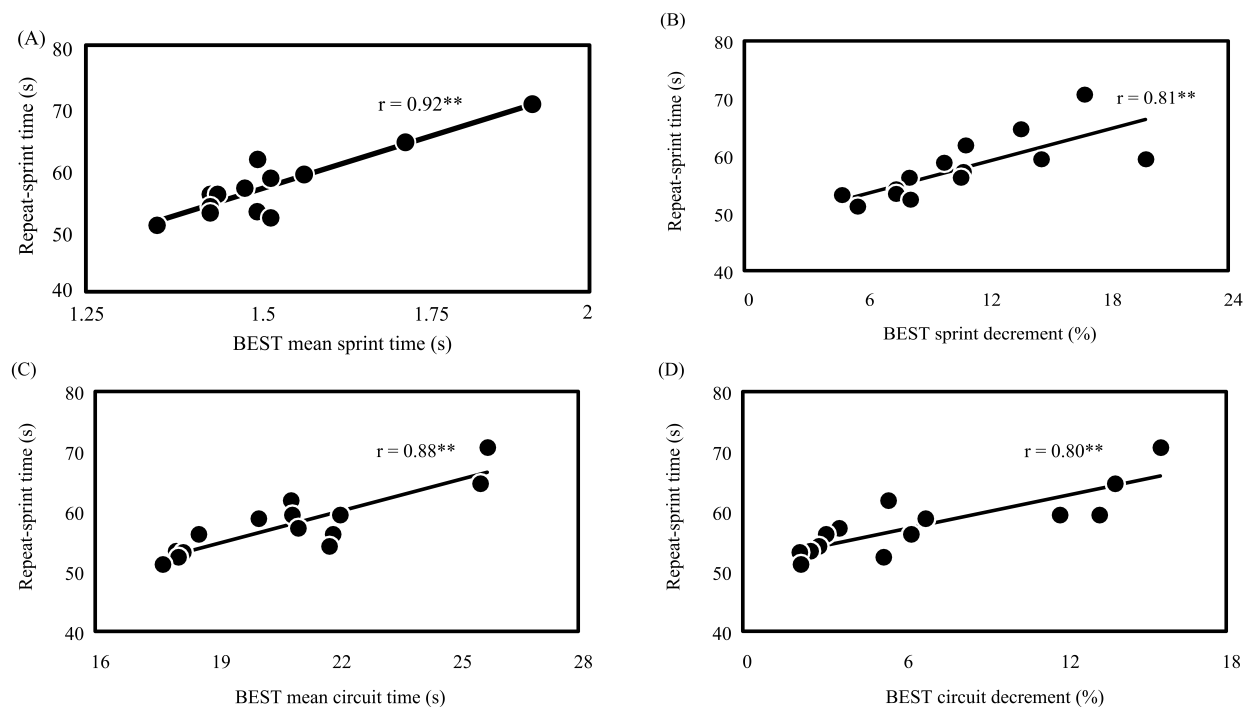 (A)
80
70
60
50
40
Repeat-sprint time (s)
r = 0.92**
1.25
1.5
1.75
2
BEST mean sprint time (s)
(B)
80
70
60
50
40
Repeat-sprint time (s)
r = 0.81**
0
6
12
18
24
BEST sprint decrement (%)
(C)
80
70
60
50
40
Repeat-sprint time (s)
r = 0.88**
16
19
22
25
28
BEST mean circuit time (s)
(D)
80
70
60
50
40
Repeat-sprint time (s)
r = 0.80**
0
6
12
18
BEST circuit decrement (%)